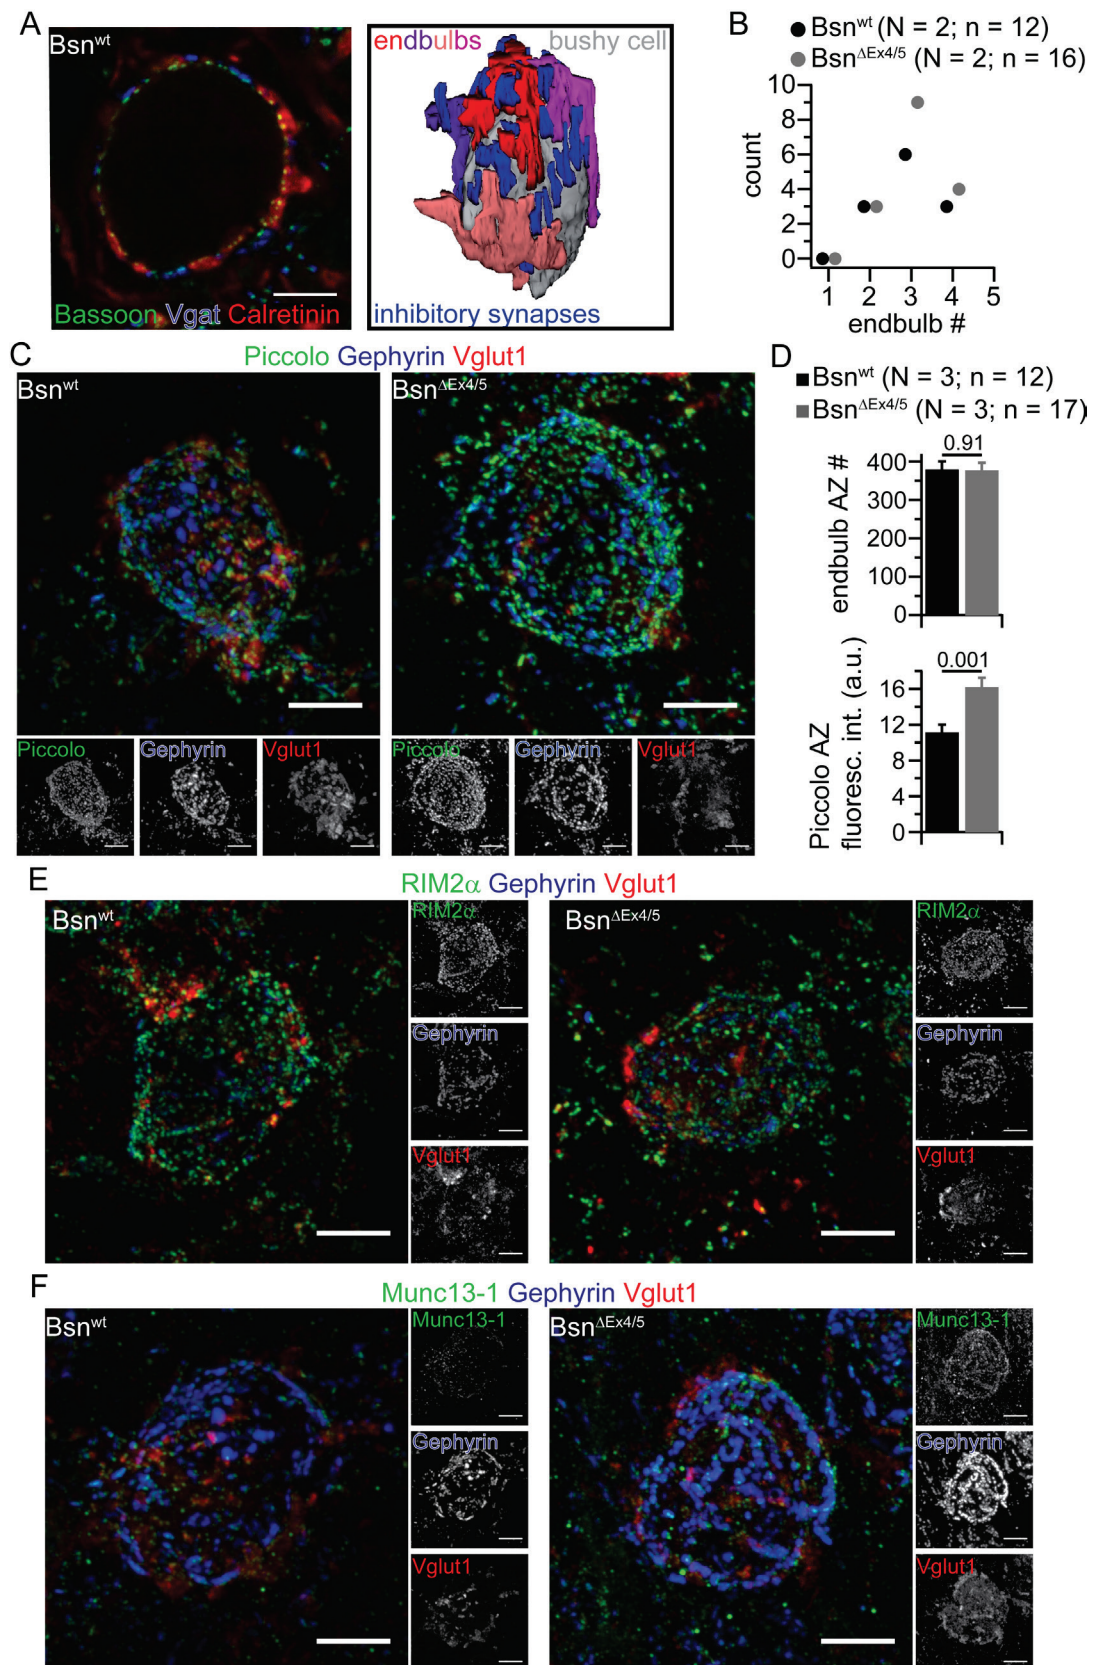 A
Bsnwt
Bassoon Vgat Calretinin
endbulbs bushy cell
inhibitory synapses
B
Bsnwt (N = 2; n = 12)
BsnΔEx4/5 (N = 2; n = 16)
10
8
6
4
2
0
count
1 2 3 4 5
endbulb #
C
Piccolo Gephyrin Vglut1
Bsnwt
BsnΔEx4/5
Piccolo Gephyrin Vglut1
Piccolo Gephyrin Vglut1
D
Bsnwt (N = 3; n = 12)
BsnΔEx4/5 (N = 3; n = 17)
0.91
400
300
200
100
0
endbulb AZ #
0.001
16
12
8
4
0
Piccolo AZ
fluoresc. int. (a.u.)
E
RIM2α Gephyrin Vglut1
Bsnwt
RIM2α
Gephyrin
Vglut1
BsnΔEx4/5
RIM2α
Gephyrin
Vglut1
F
Munc13-1 Gephyrin Vglut1
Bsnwt
Munc13-1
Gephyrin
Vglut1
BsnΔEx4/5
Munc13-1
Gephyrin
Vglut1